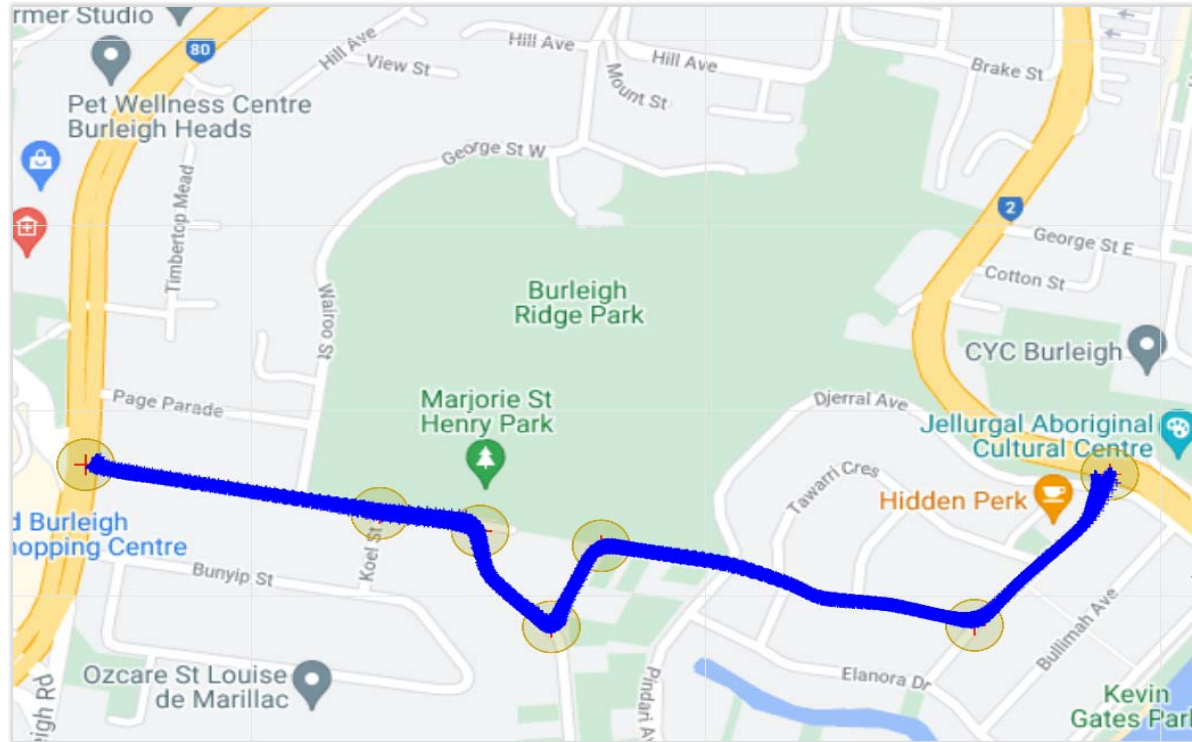 rmer Studio
80
Hill Ave
View St
Hill Ave
Hill Ave
Mount St
Brake St
Pet Wellness Centre
Burleigh Heads
George St W
Timbertop Mead
2
George St E
Cotton St
Wairoo St
Burleigh
Ridge Park
CYC Burleigh
Page Parade
Marjorie St
Henry Park
Djerral Ave
Jellurgal Aboriginal
Cultural Centre
Tawarri Cres
Hidden Perk
d Burleigh
hopping Centre
Koel St
Bunyip St
Bullimah Ave
Ozcare St Louise
de Marillac
Elanora Dr
Pindari Av
Kevin
Gates Park
eigh Rd